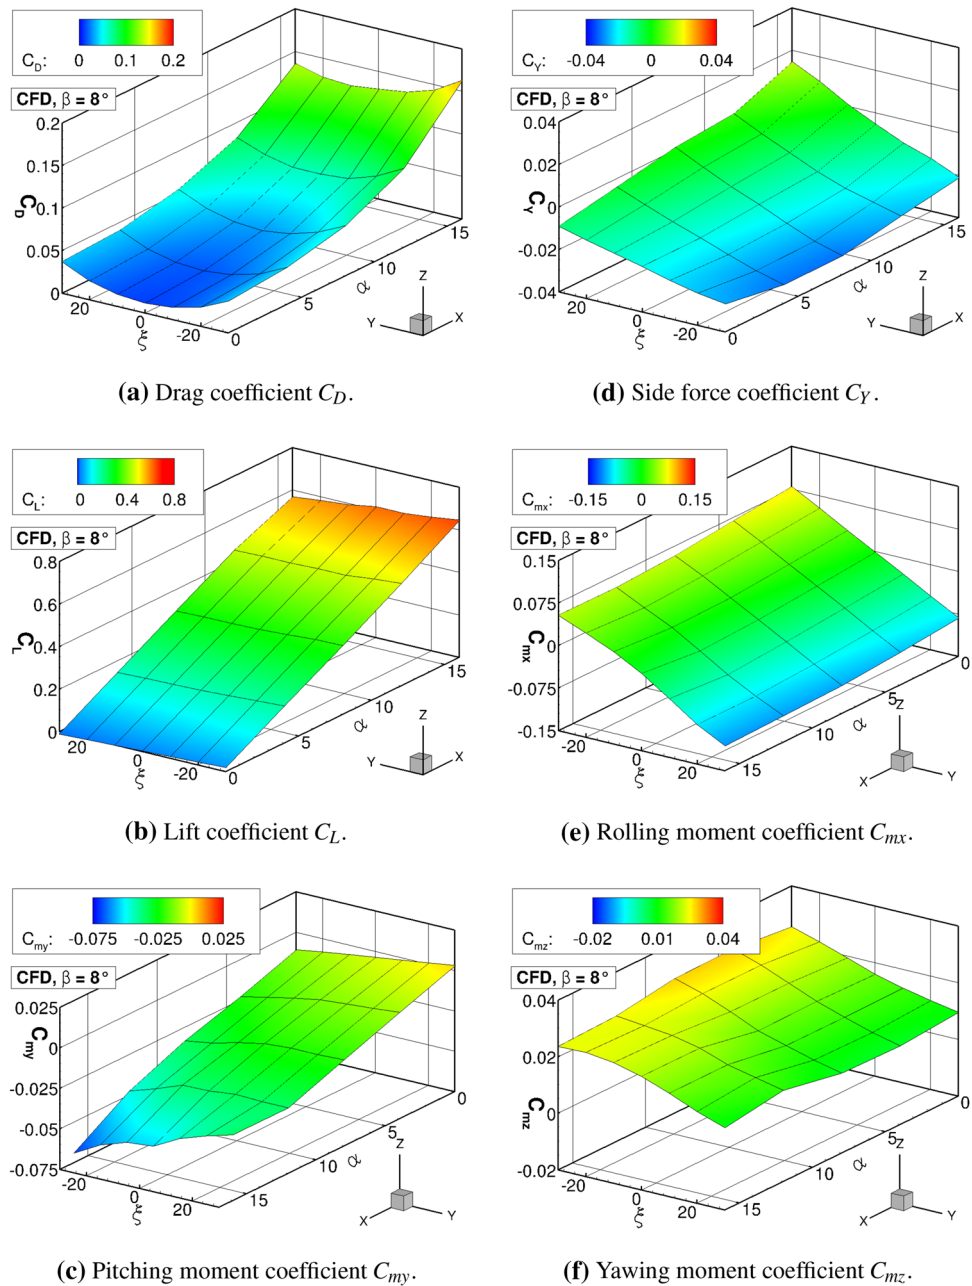 C_D: 0 0.1 0.2
CFD, β = 8°
0.2
0.15
0.1
0.05
0
C_D
20 0 -20
ξ
0 5 10 15
α
Z
Y X
(a) Drag coefficient C_D.
C_Y: -0.04 0 0.04
CFD, β = 8°
0.04
0.02
0
-0.02
-0.04
C_Y
20 0 -20
ξ
0 5 10 15
α
Z
Y X
(d) Side force coefficient C_Y.
C_L: 0 0.4 0.8
CFD, β = 8°
0.8
0.6
0.4
0.2
0
C_L
20 0 -20
ξ
0 5 10 15
α
Z
Y X
(b) Lift coefficient C_L.
C_mx: -0.15 0 0.15
CFD, β = 8°
0.15
0.075
0
-0.075
-0.15
C_mx
-20 0 20
ξ
15 10 5 0
α
Z
X Y
(e) Rolling moment coefficient C_mx.
C_my: -0.075 -0.025 0.025
CFD, β = 8°
0.025
0
-0.025
-0.05
-0.075
C_my
-20 0 20
ξ
15 10 5 0
α
Z
X Y
(c) Pitching moment coefficient C_my.
C_mz: -0.02 0.01 0.04
CFD, β = 8°
0.04
0.02
0
-0.02
C_mz
-20 0 20
ξ
15 10 5 0
α
Z
X Y
(f) Yawing moment coefficient C_mz.